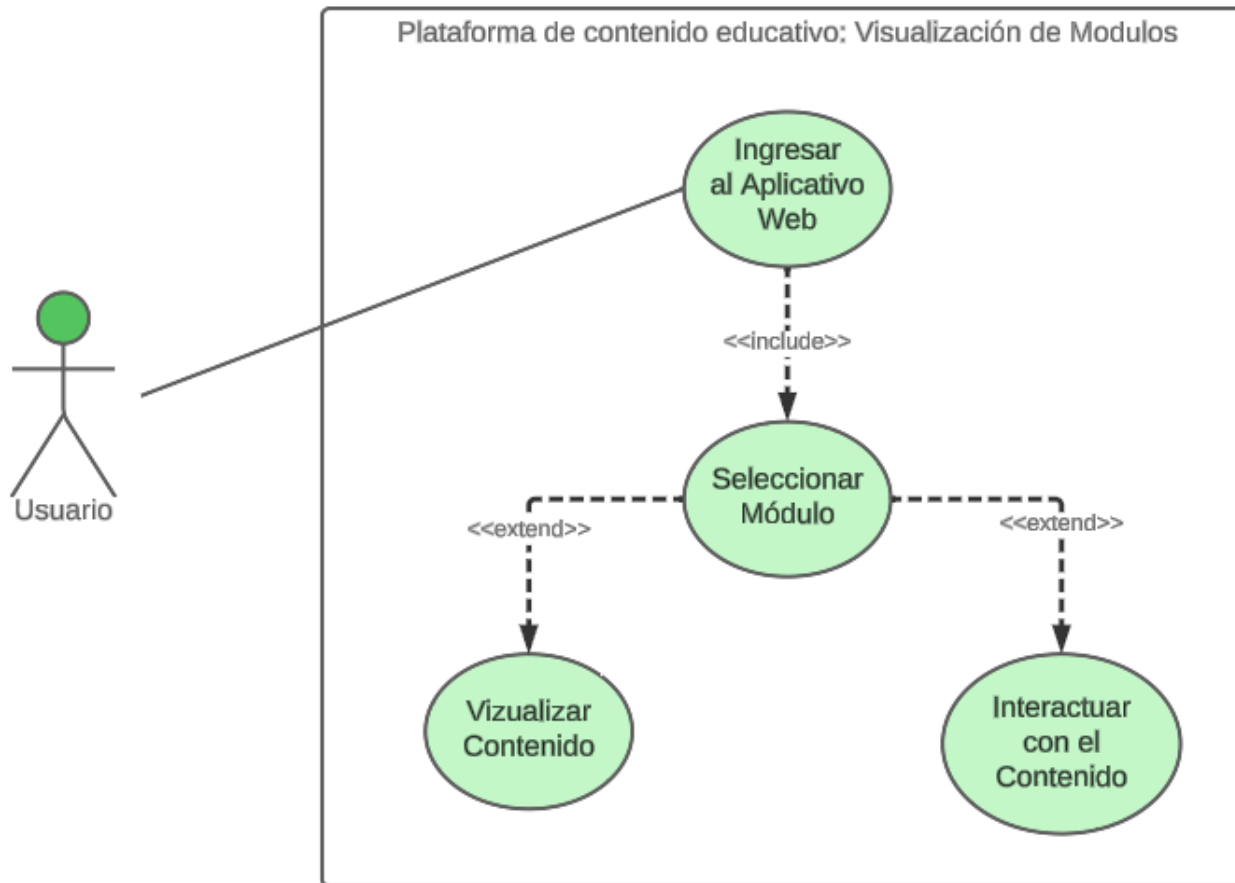 Plataforma de contenido educativo: Visualización de Modulos
Ingresar
al Aplicativo
Web
<<include>>
Seleccionar
Módulo
<<extend>>
<<extend>>
Usuario
Vizualizar
Contenido
Interactuar
con el
Contenido